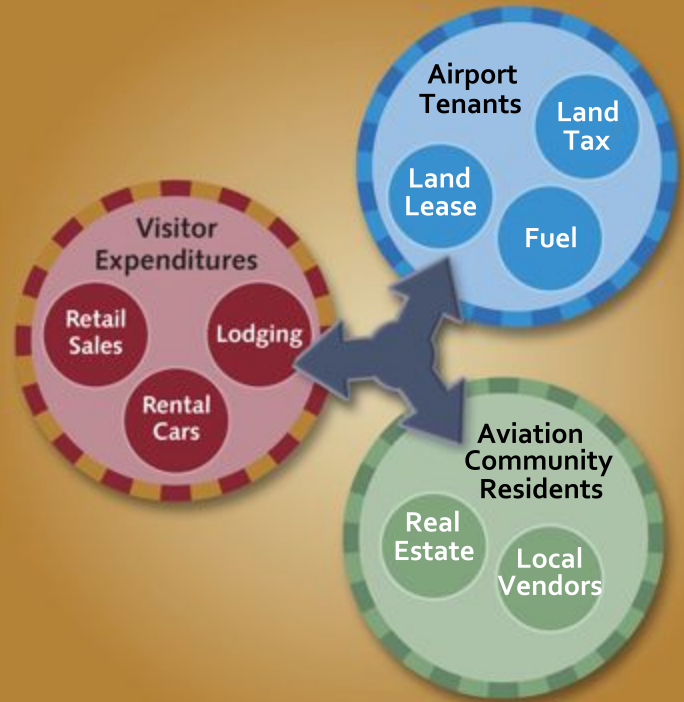 Airport
Tenants
Land
Tax
Land
Lease
Fuel
Visitor
Expenditures
Retail
Sales
Lodging
Rental
Cars
Aviation
Community
Residents
Real
Estate
Local
Vendors